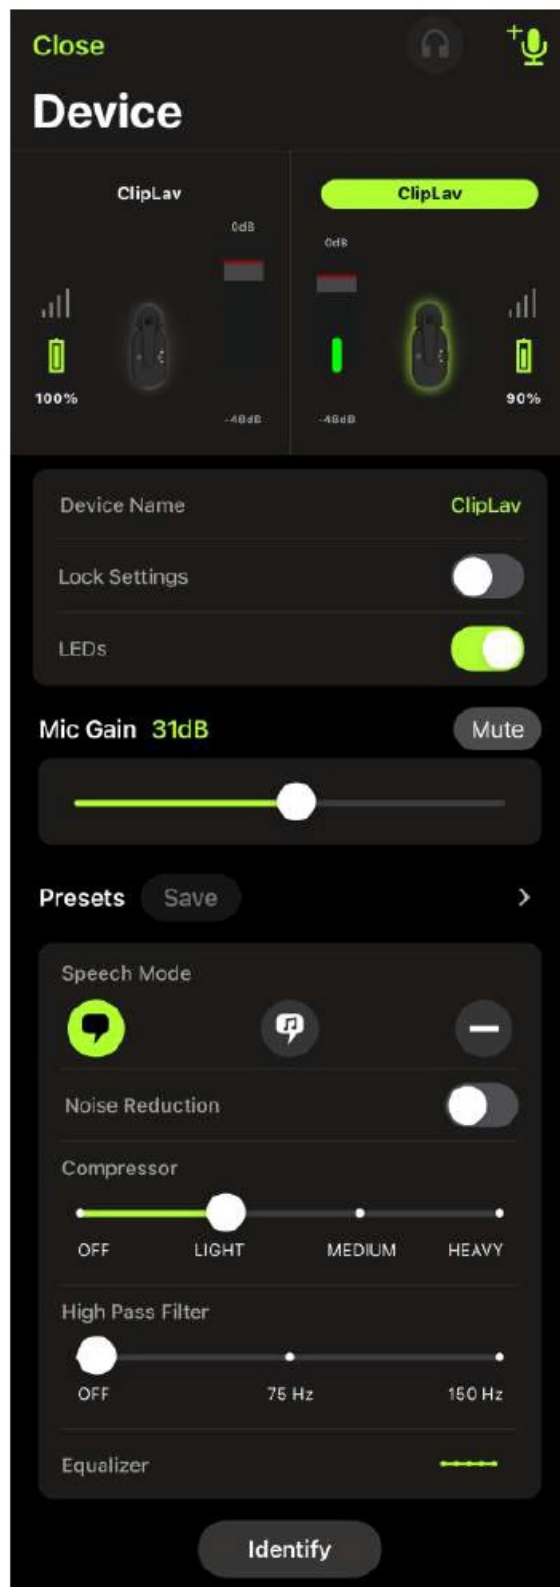 Close
Device
ClipLav
ClipLav
0dB
0dB
100%
90%
-48dB
-48dB
Device Name
ClipLav
Lock Settings
LEDs
Mic Gain 31dB
Mute
Presets
Save
Speech Mode
Noise Reduction
Compressor
OFF LIGHT MEDIUM HEAVY
High Pass Filter
OFF 75 Hz 150 Hz
Equalizer
Identify